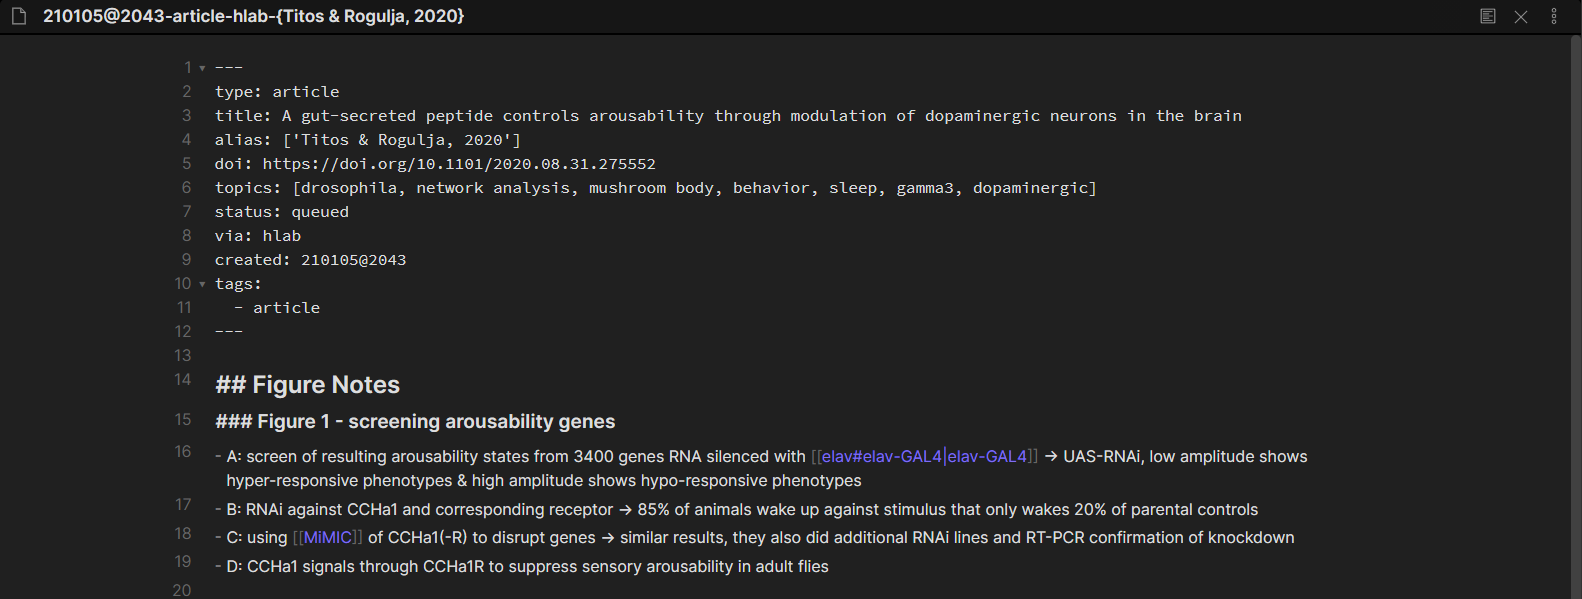 210105@2043-article-hlab-{Titos & Rogulja, 2020}
1 ---
2 type: article
3 title: A gut-secreted peptide controls arousability through modulation of dopaminergic neurons in the brain
4 alias: ['Titos & Rogulja, 2020']
5 doi: https://doi.org/10.1101/2020.08.31.275552
6 topics: [drosophila, network analysis, mushroom body, behavior, sleep, gamma3, dopaminergic]
7 status: queued
8 via: hlab
9 created: 210105@2043
10 tags:
11 - article
12 ---
13
14 ## Figure Notes
15 ### Figure 1 - screening arousability genes
16 - A: screen of resulting arousability states from 3400 genes RNA silenced with [[elav#elav-GAL4|elav-GAL4]] → UAS-RNAi, low amplitude shows
hyper-responsive phenotypes & high amplitude shows hypo-responsive phenotypes
17 - B: RNAi against CCHa1 and corresponding receptor → 85% of animals wake up against stimulus that only wakes 20% of parental controls
18 - C: using [[MiMIC]] of CCHa1(-R) to disrupt genes → similar results, they also did additional RNAi lines and RT-PCR confirmation of knockdown
19 - D: CCHa1 signals through CCHa1R to suppress sensory arousability in adult flies
20